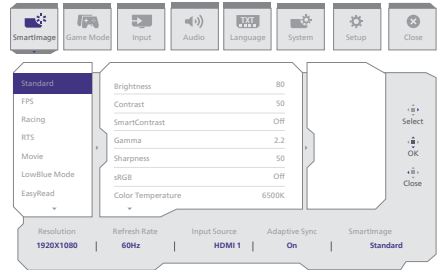 SmartImage Game Mode Input Audio TXT Language System Setup Close
Standard
FPS
Racing
RTS
Movie
LowBlue Mode
EasyRead
Brightness 80
Contrast 50
SmartContrast Off
Gamma 2.2
Sharpness 50
sRGB Off
Color Temperature 6500K
Select
OK
Close
Resolution Refresh Rate Input Source Adaptive Sync SmartImage
1920X1080 | 60Hz | HDMI 1 | On | Standard